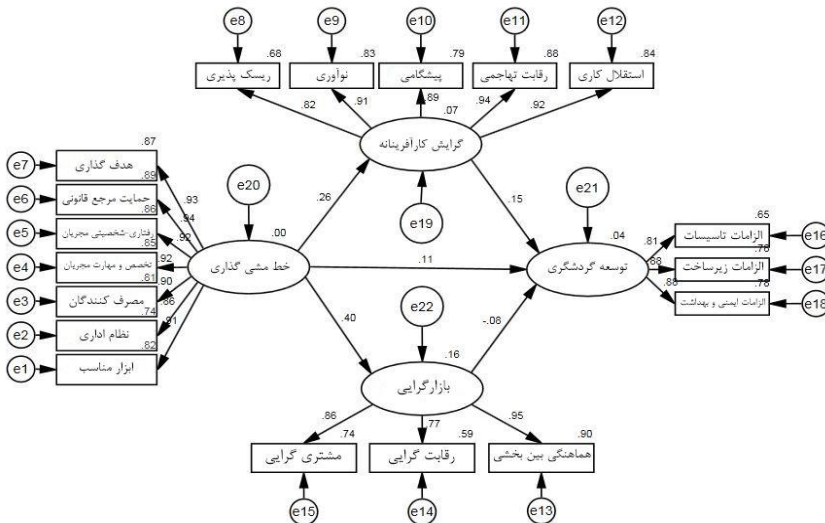 e8
e9
e10
e11
e12
.68
.83
.79
.88
.84
ریسک پذیری
نوآوری
پیشگامی
رقابت تهاجمی
استقلال کاری
.82
.91
.89
.94
.92
.07
گرایش کارآفرینانه
e19
.87
e7
هدف گذاری
.89
e6
حمایت مرجع قانونی
.86
e5
رفتاری-شخصیتی مجریان
.85
e4
تخصص و مهارت مجریان
.81
e3
مصرف کنندگان
.74
e2
نظام اداری
.82
e1
ابزار مناسب
.93
.94
.92
.92
.90
.86
.91
e20
.00
خط مشی گذاری
.26
.15
.11
.40
-.08
e21
.04
توسعه گردشگری
.81
.88
.88
.65
الزامات تاسیسات
e16
.78
الزامات زیرساخت
e17
.78
الزامات ایمنی و بهداشت
e18
e22
.16
بازارگرایی
.86
.77
.95
.74
.59
.90
مشتری گرایی
رقابت گرایی
هماهنگی بین بخشی
e15
e14
e13